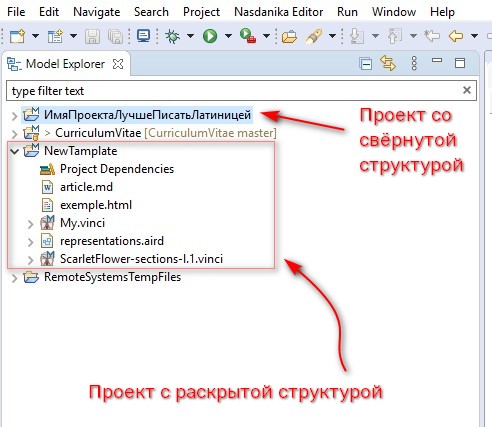 File Edit Navigate Search Project Nasdanika Editor Run Window
Model Explorer
type filter text
ИмяПроектаЛучшеПисатьЛатиницей
> CurriculumVitae [CurriculumVitae master]
NewTamplate
Project Dependencies
article.md
exemple.html
My.vinci
representations.aird
ScarletFlower-sections-I.1.vinci
RemoteSystemsTempFiles
Проект со
свёрнутой
структурой
Проект с раскрытой структурой